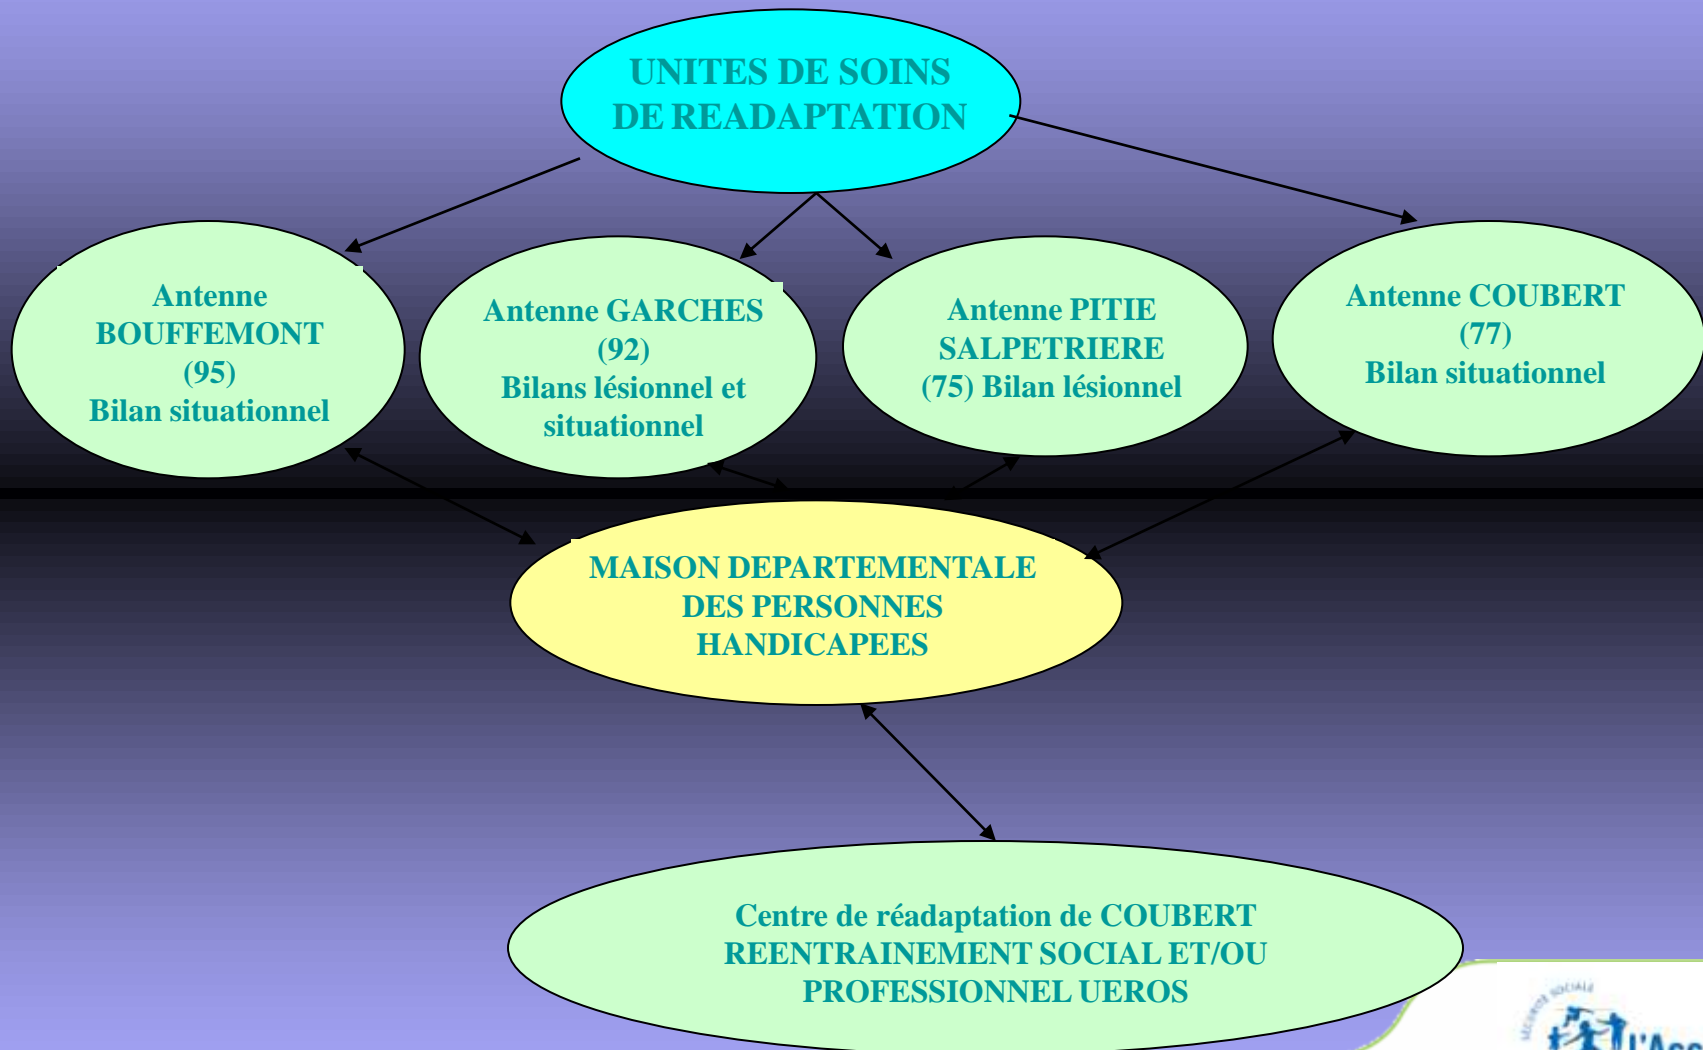 UNITES DE SOINS
DE READAPTATION
Antenne
BOUFFEMONT
(95)
Bilan situationnel
Antenne GARCHES
(92)
Bilans lésionnel et
situationnel
Antenne PITIE
SALPETRIERE
(75) Bilan lésionnel
Antenne COUBERT
(77)
Bilan situationnel
MAISON DEPARTEMENTALE
DES PERSONNES
HANDICAPEES
Centre de réadaptation de COUBERT
REENTRAINEMENT SOCIAL ET/OU
PROFESSIONNEL UEROS
SÉCURITÉ SOCIALE